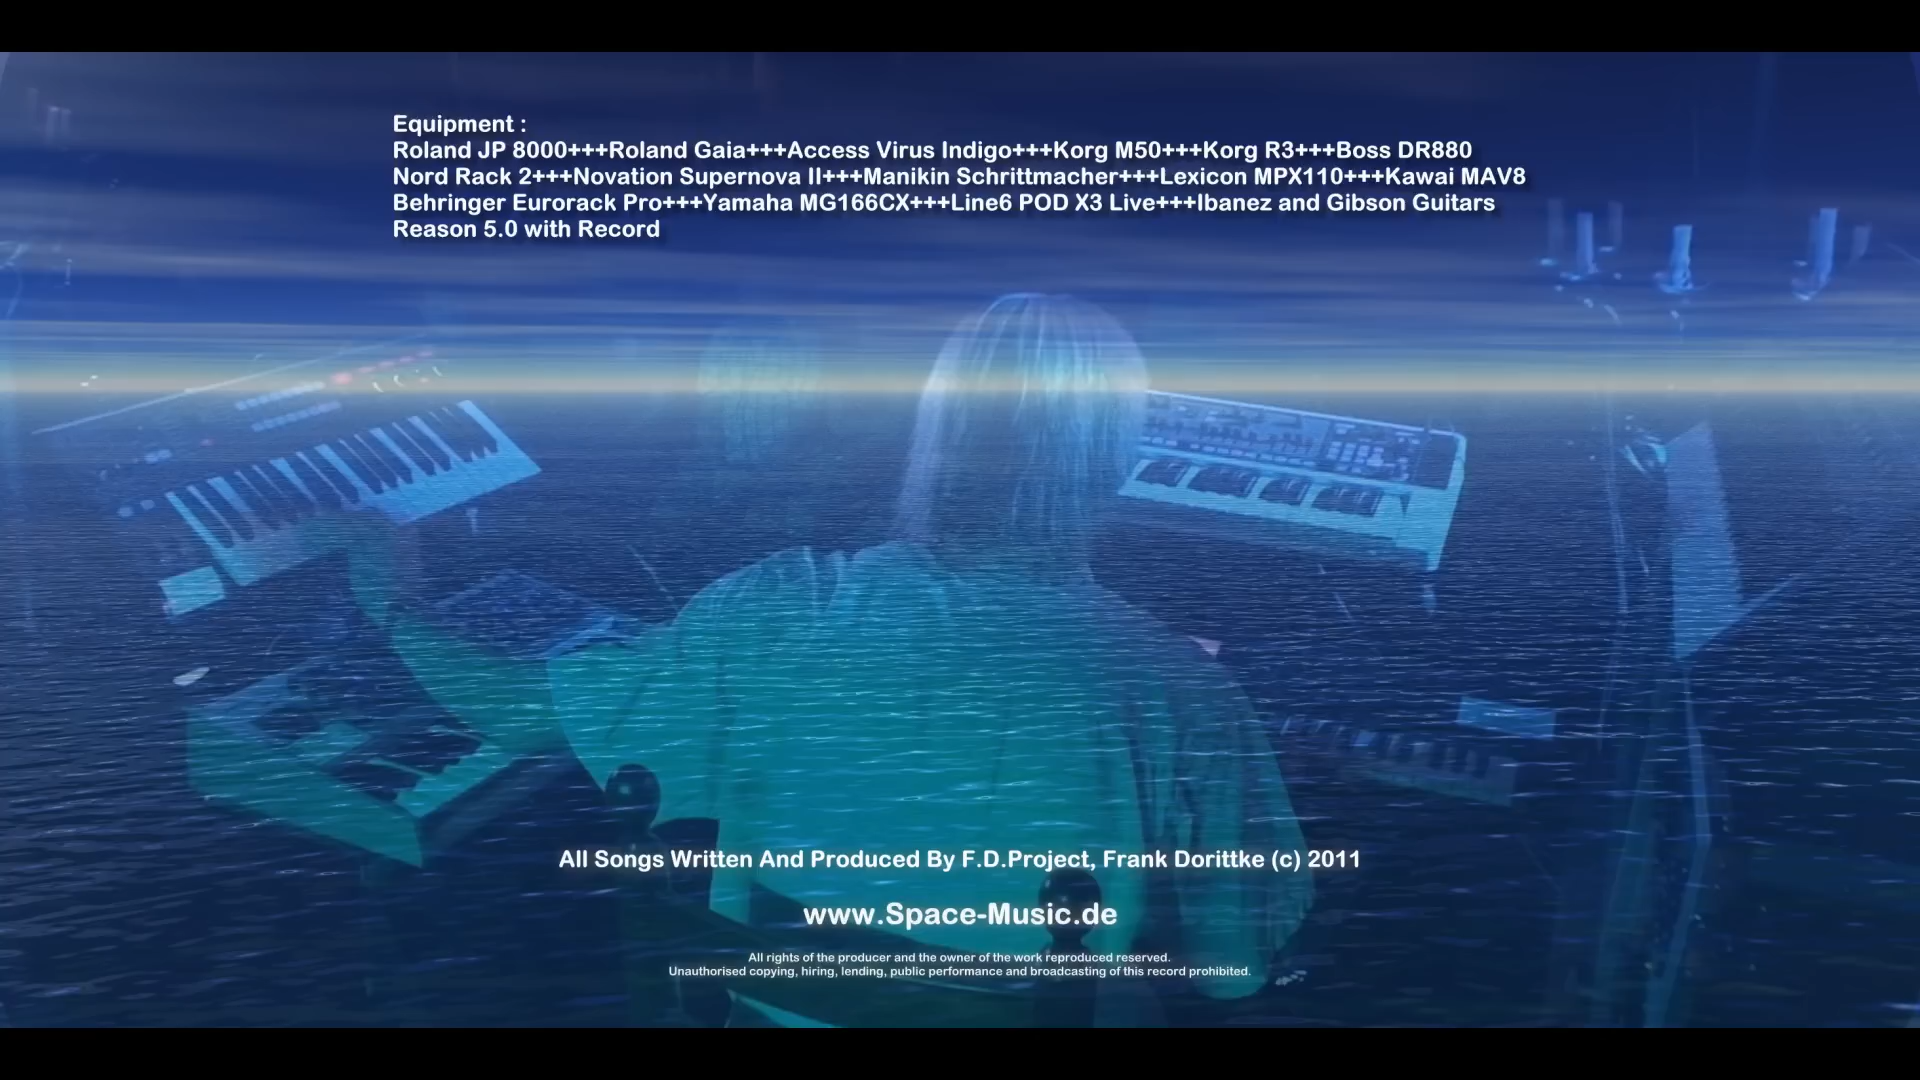 Equipment :
Roland JP 8000+++Roland Gaia+++Access Virus Indigo+++Korg M50+++Korg R3+++Boss DR880
Nord Rack 2+++Novation Supernova II+++Manikin Schrittmacher+++Lexicon MPX110+++Kawai MAV8
Behringer Eurorack Pro+++Yamaha MG166CX+++Line6 POD X3 Live+++Ibanez and Gibson Guitars
Reason 5.0 with Record
All Songs Written And Produced By F.D.Project, Frank Dorittke (c) 2011
www.Space-Music.de
All rights of the producer and the owner of the work reproduced reserved.
Unauthorised copying, hiring, lending, public performance and broadcasting of this record prohibited.